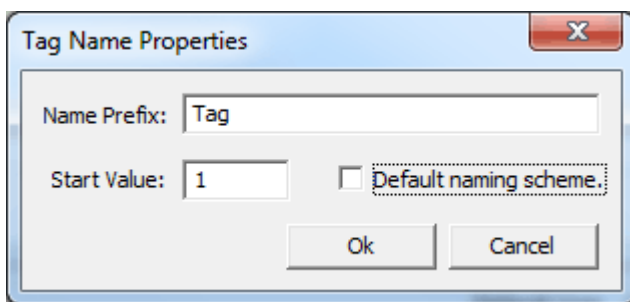 Tag Name Properties
Name Prefix: Tag
Start Value: 1 Default naming scheme.
Ok Cancel